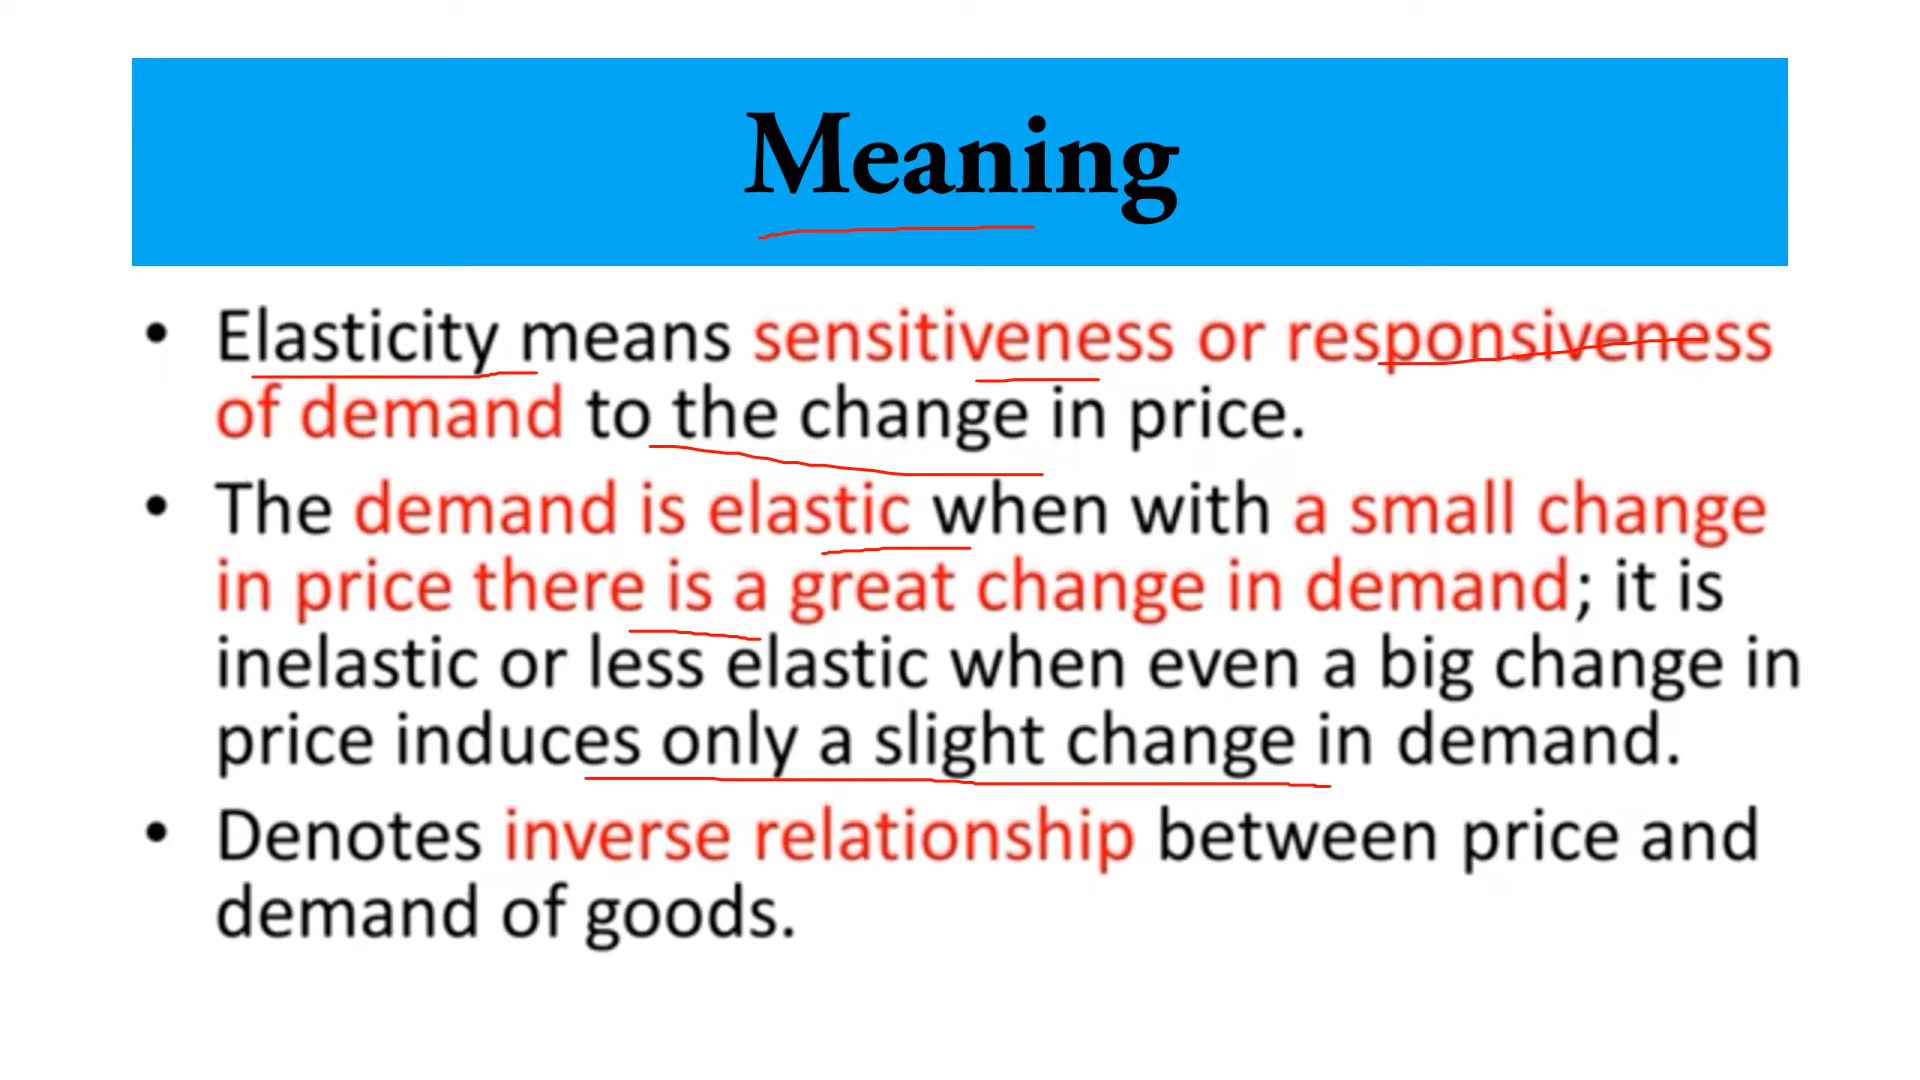 Meaning
• Elasticity means sensitiveness or responsiveness
of demand to the change in price.
• The demand is elastic when with a small change
in price there is a great change in demand; it is
inelastic or less elastic when even a big change in
price induces only a slight change in demand.
• Denotes inverse relationship between price and
demand of goods.